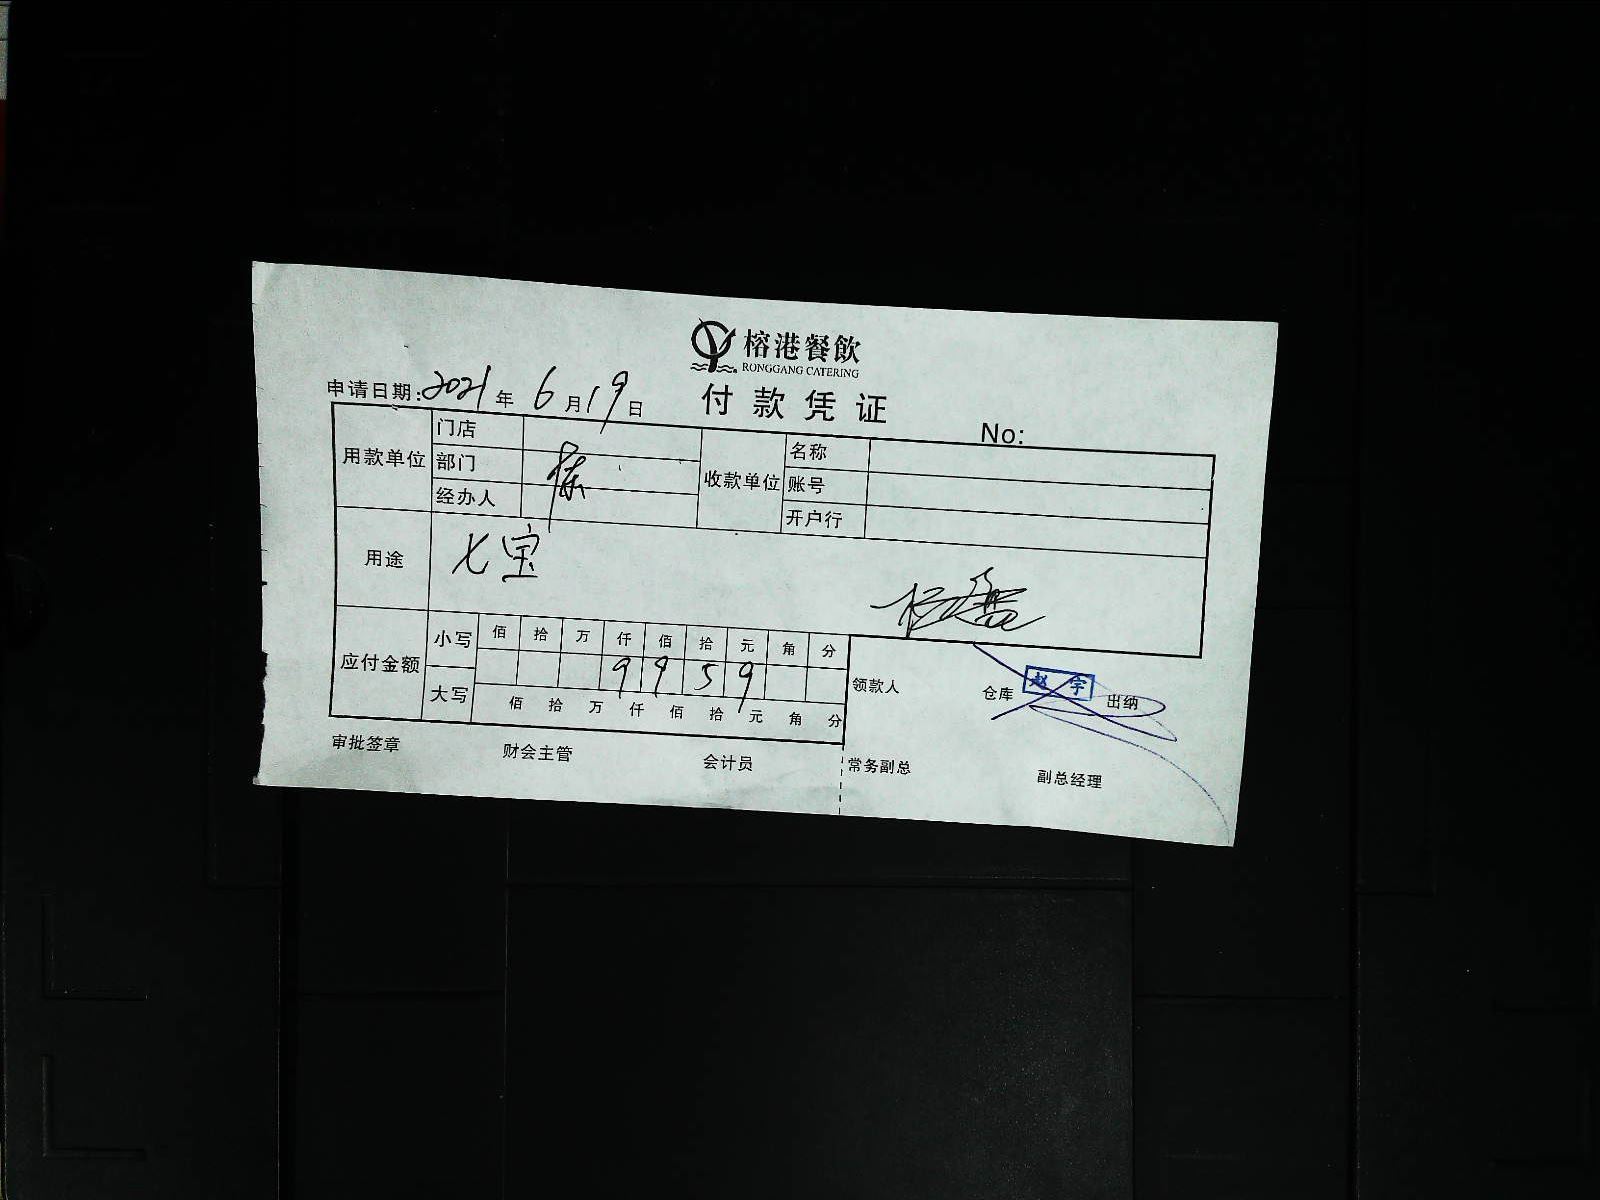 榕港餐飲
RONGGANG CATERING
付款凭证
申请日期:2021年6月19日
No:
用款单位 门店
部门
经办人
收款单位 名称
账号
开户行
用途 七宝
应付金额 小写 佰 拾 万 仟 佰 拾 元 角 分
9 9 5 9
大写 佰 拾 万 仟 佰 拾 元 角 分
领款人 仓库 赵宇 出纳
审批签章 财会主管 会计员 常务副总 副总经理